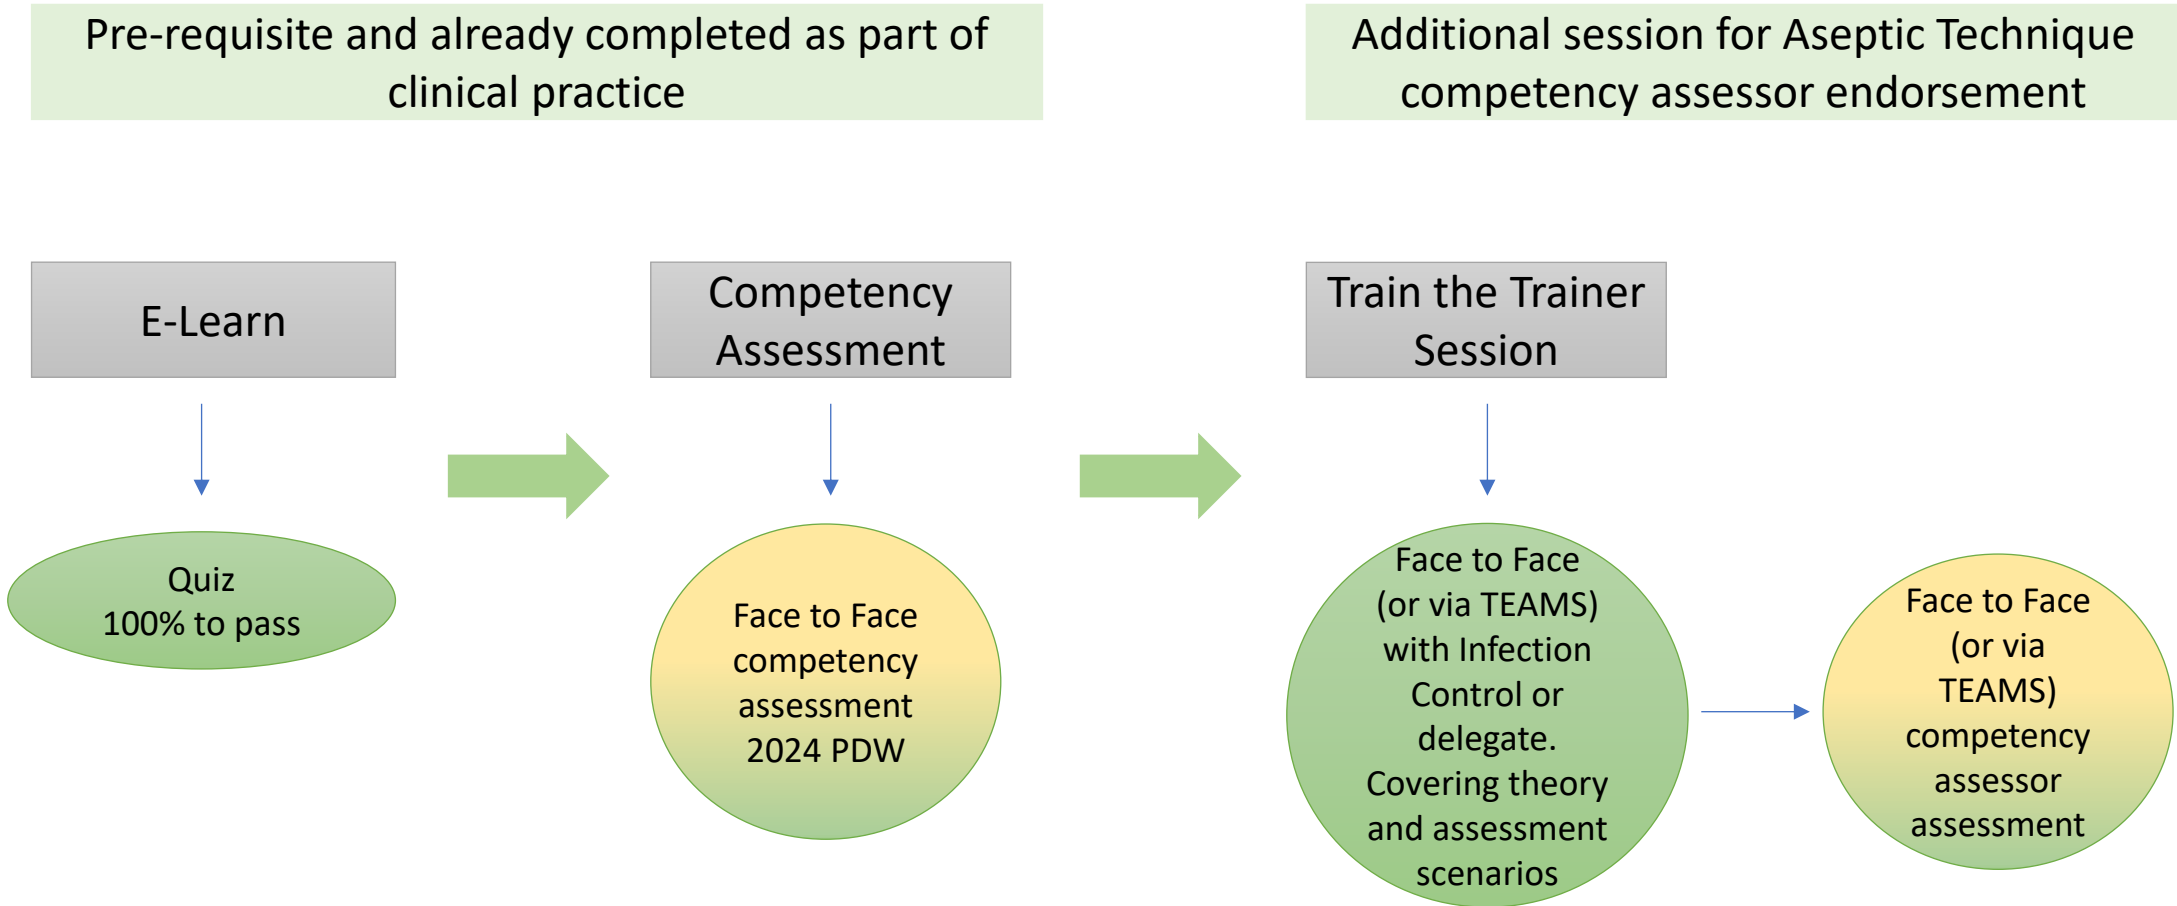 Pre-requisite and already completed as part of
clinical practice
Additional session for Aseptic Technique
competency assessor endorsement
E-Learn
Competency
Assessment
Train the Trainer
Session
Quiz
100% to pass
Face to Face
competency
assessment
2024 PDW
Face to Face
(or via TEAMS)
with Infection
Control or
delegate.
Covering theory
and assessment
scenarios
Face to Face
(or via
TEAMS)
competency
assessor
assessment